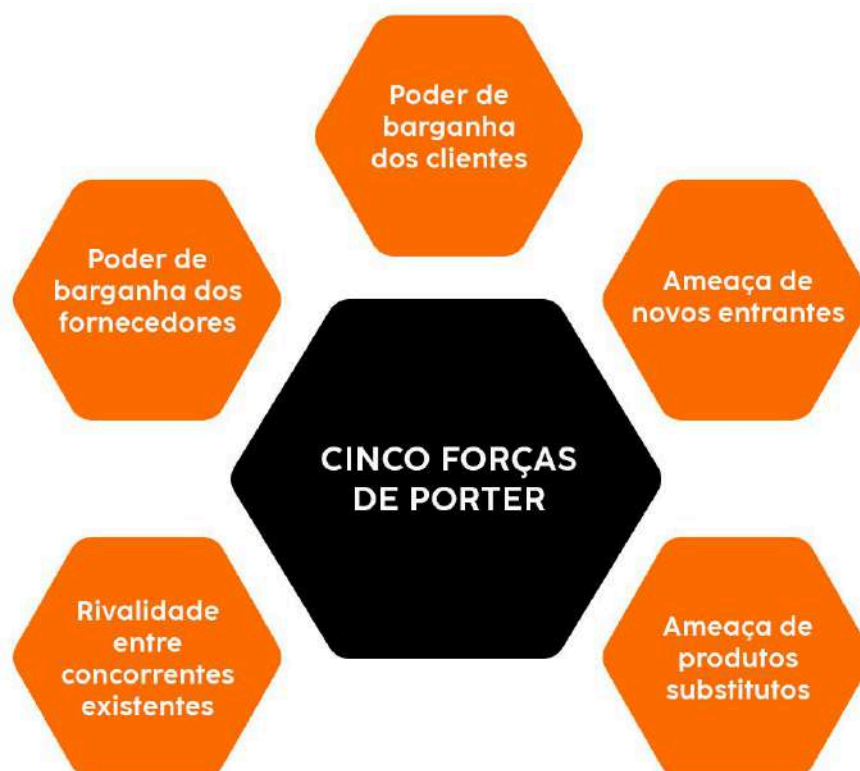 Poder de
barganha
dos clientes
Poder de
barganha dos
fornecedores
Ameaça de
novos entrantes
CINCO FORÇAS
DE PORTER
Rivalidade
entre
concorrentes
existentes
Ameaça de
produtos
substitutos